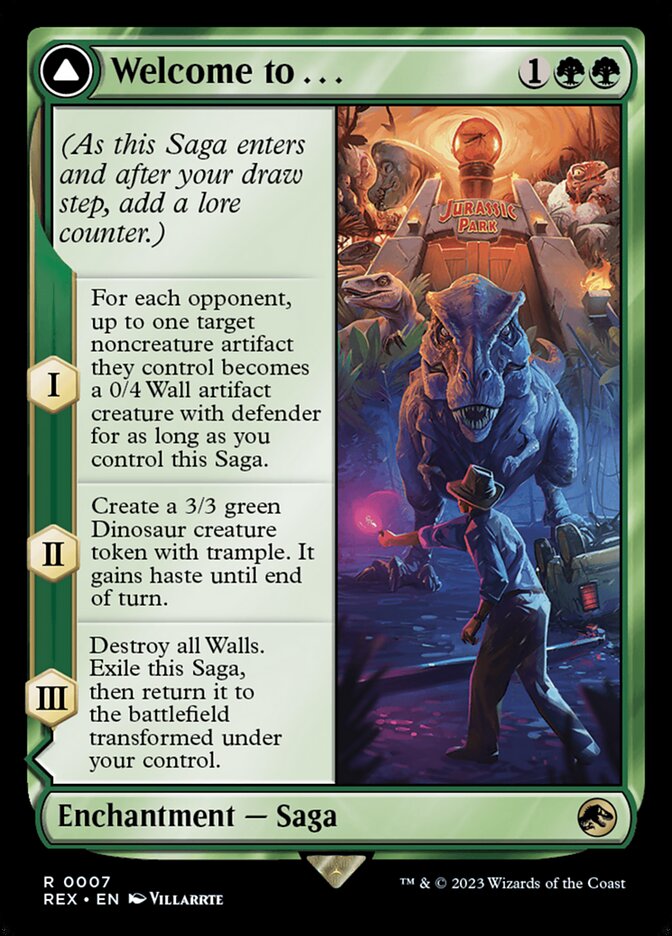 Welcome to . . .
1
(As this Saga enters
and after your draw
step, add a lore
counter.)
JURASSIC
PARK
I
For each opponent,
up to one target
noncreature artifact
they control becomes
a 0/4 Wall artifact
creature with defender
for as long as you
control this Saga.
II
Create a 3/3 green
Dinosaur creature
token with trample. It
gains haste until end
of turn.
III
Destroy all Walls.
Exile this Saga,
then return it to
the battlefield
transformed under
your control.
Enchantment — Saga
R 0007
REX • EN VILLARRTE
™ & © 2023 Wizards of the Coast